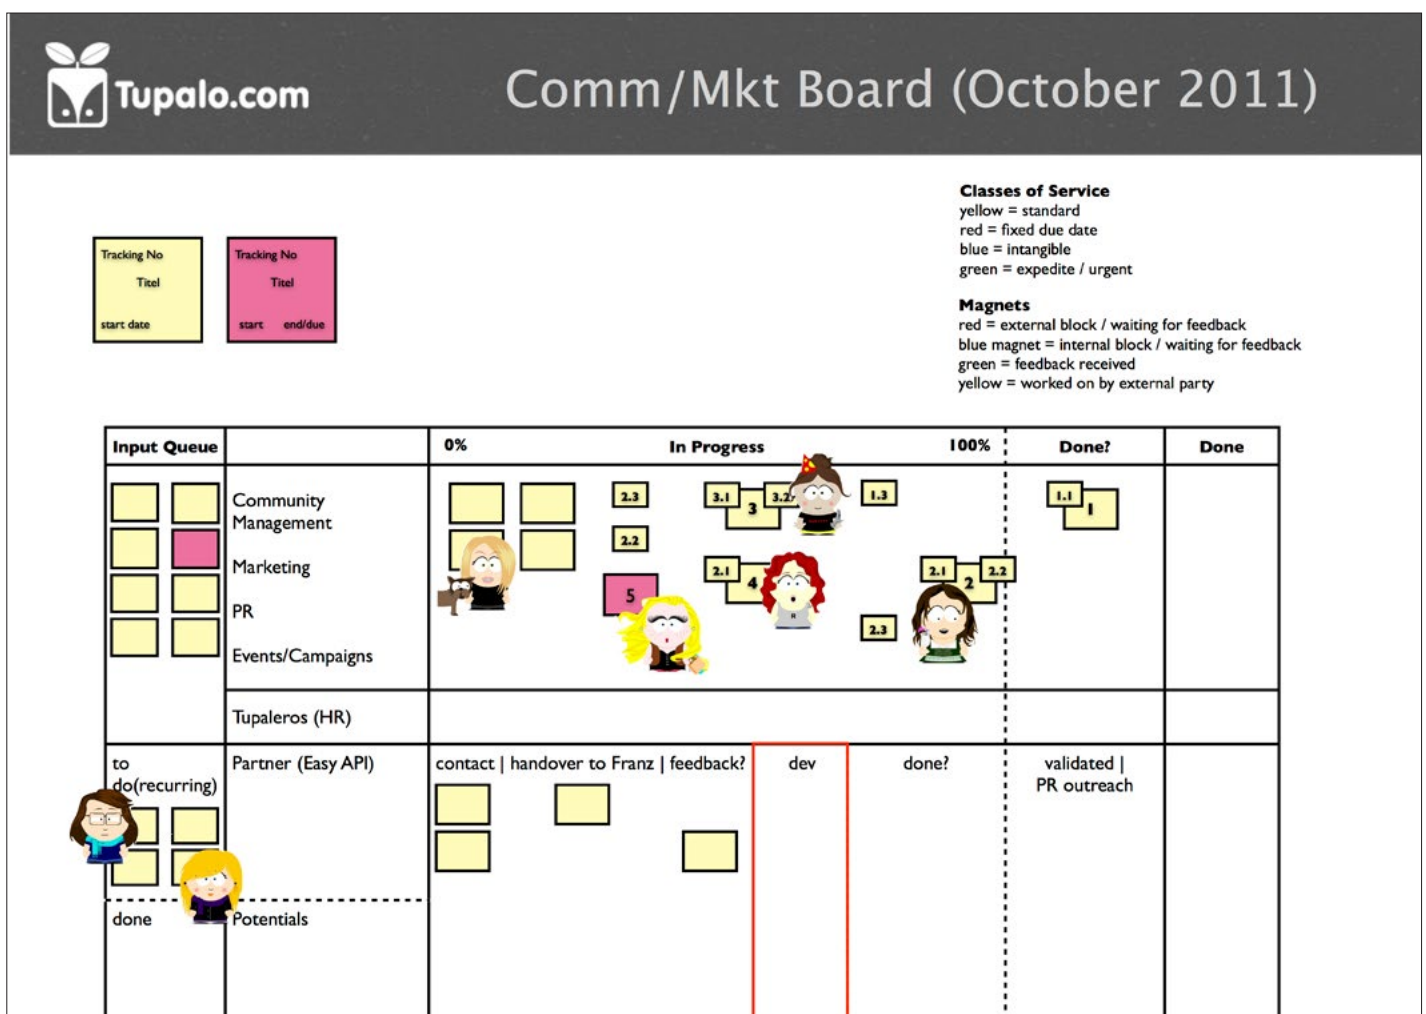 Tupalo.com
Comm/Mkt Board (October 2011)
Classes of Service
yellow = standard
red = fixed due date
blue = intangible
green = expedite / urgent
Magnets
red = external block / waiting for feedback
blue magnet = internal block / waiting for feedback
green = feedback received
yellow = worked on by external party
Tracking No
Titel
start date
Tracking No
Titel
start end/due
Input Queue
0% In Progress 100%
Done?
Done
Community
Management
Marketing
PR
Events/Campaigns
2.3
2.2
5
3.1
3
3.2
2.1
4
1.3
2.1
2
2.2
2.3
1.1
1
Tupaleros (HR)
to
do(recurring)
Partner (Easy API)
contact | handover to Franz | feedback?
dev
done?
validated |
PR outreach
done
Potentials